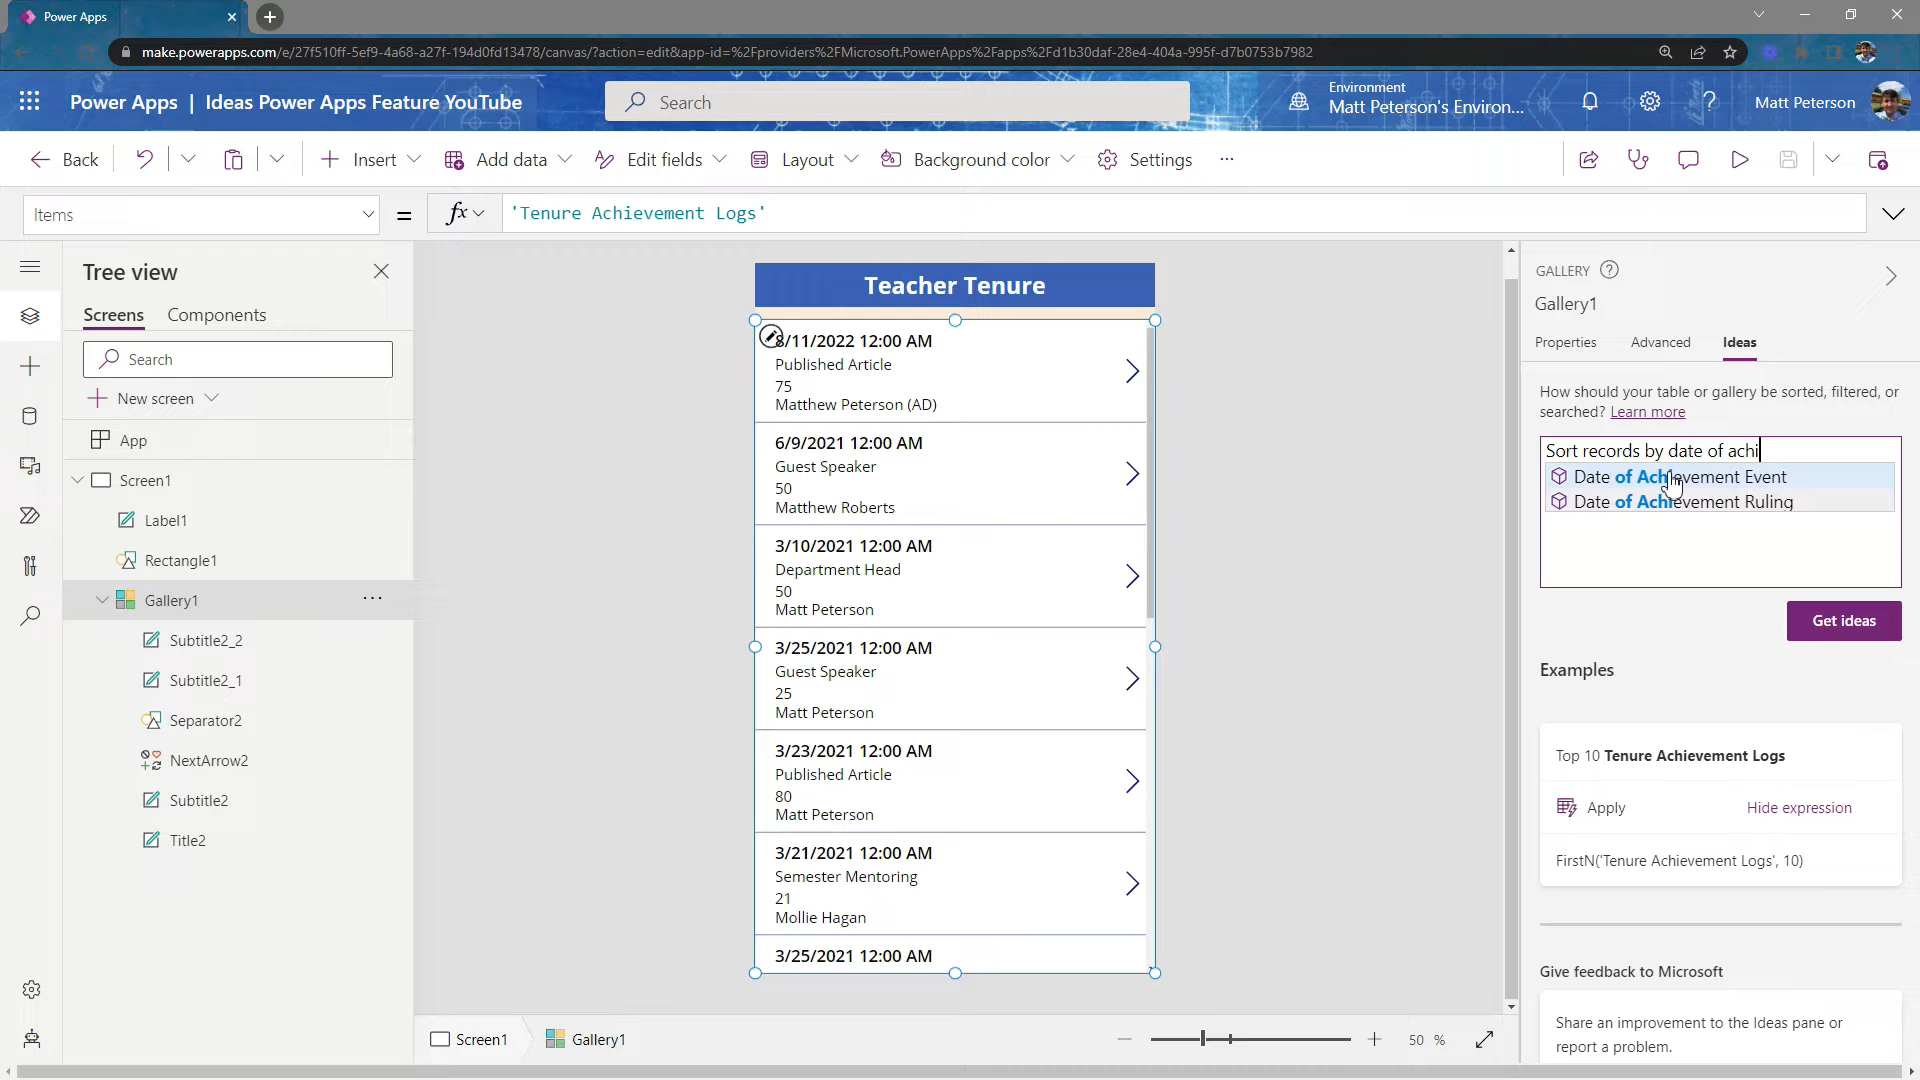 Power Apps
make.powerapps.com/e/27f510ff-5ef9-4a68-a27f-194d0fd13478/canvas/?action=edit&app-id=%2Fproviders%2FMicrosoft.PowerApps%2Fapps%2Fd1b30daf-28e4-404a-995f-d7b0753b7982
Power Apps | Ideas Power Apps Feature YouTube
Search
Environment
Matt Peterson's Environ...
Matt Peterson
Back
Insert
Add data
Edit fields
Layout
Background color
Settings
Items
=
fx
'Tenure Achievement Logs'
Tree view
Screens
Components
Search
New screen
App
Screen1
Label1
Rectangle1
Gallery1
Subtitle2_2
Subtitle2_1
Separator2
NextArrow2
Subtitle2
Title2
Teacher Tenure
8/11/2022 12:00 AM
Published Article
75
Matthew Peterson (AD)
6/9/2021 12:00 AM
Guest Speaker
50
Matthew Roberts
3/10/2021 12:00 AM
Department Head
50
Matt Peterson
3/25/2021 12:00 AM
Guest Speaker
25
Matt Peterson
3/23/2021 12:00 AM
Published Article
80
Matt Peterson
3/21/2021 12:00 AM
Semester Mentoring
21
Mollie Hagan
3/25/2021 12:00 AM
Screen1
Gallery1
50 %
GALLERY
Gallery1
Properties
Advanced
Ideas
How should your table or gallery be sorted, filtered, or
searched? Learn more
Sort records by date of achi
Date of Achievement Event
Date of Achievement Ruling
Get ideas
Examples
Top 10 Tenure Achievement Logs
Apply
Hide expression
FirstN('Tenure Achievement Logs', 10)
Give feedback to Microsoft
Share an improvement to the Ideas pane or
report a problem.